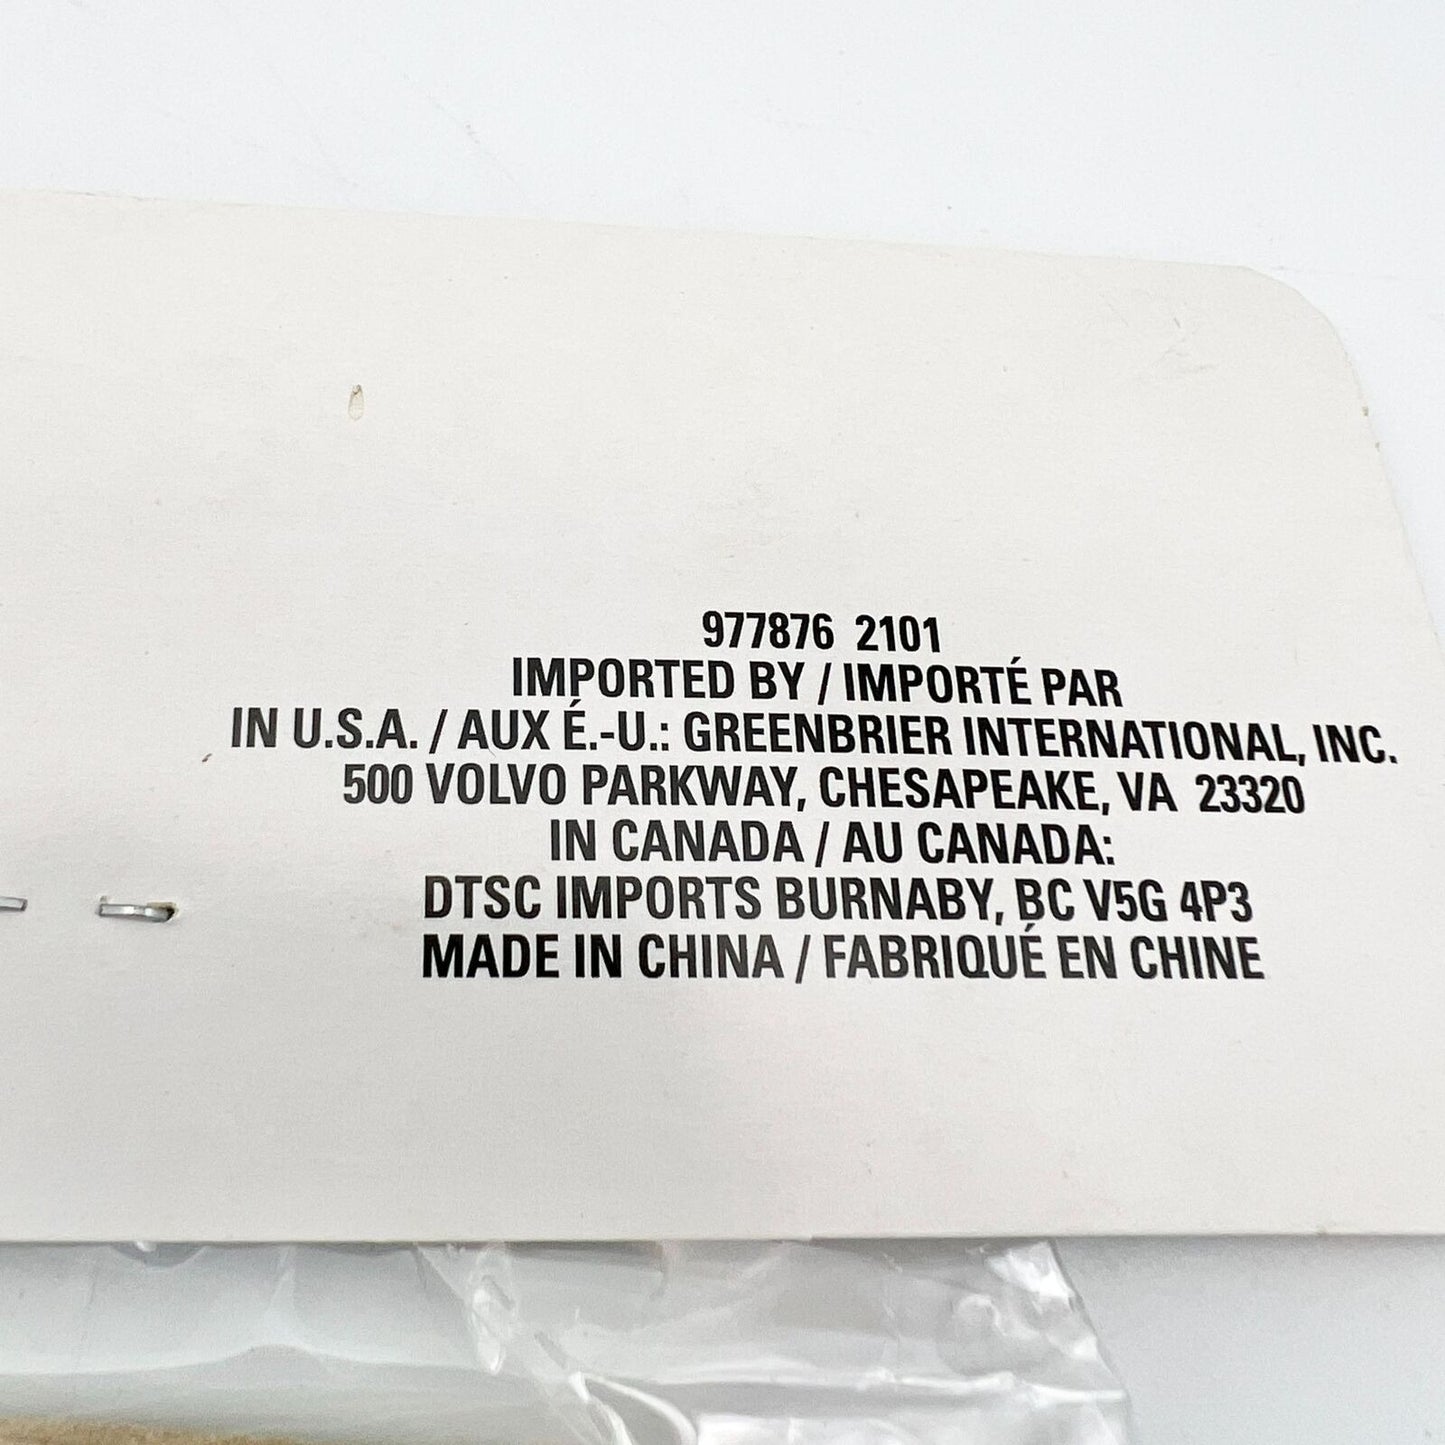 977876 2101
IMPORTED BY / IMPORTÉ PAR
IN U.S.A. / AUX É.-U.: GREENBRIER INTERNATIONAL, INC.
500 VOLVO PARKWAY, CHESAPEAKE, VA 23320
IN CANADA / AU CANADA:
DTSC IMPORTS BURNABY, BC V5G 4P3
MADE IN CHINA / FABRIQUÉ EN CHINE